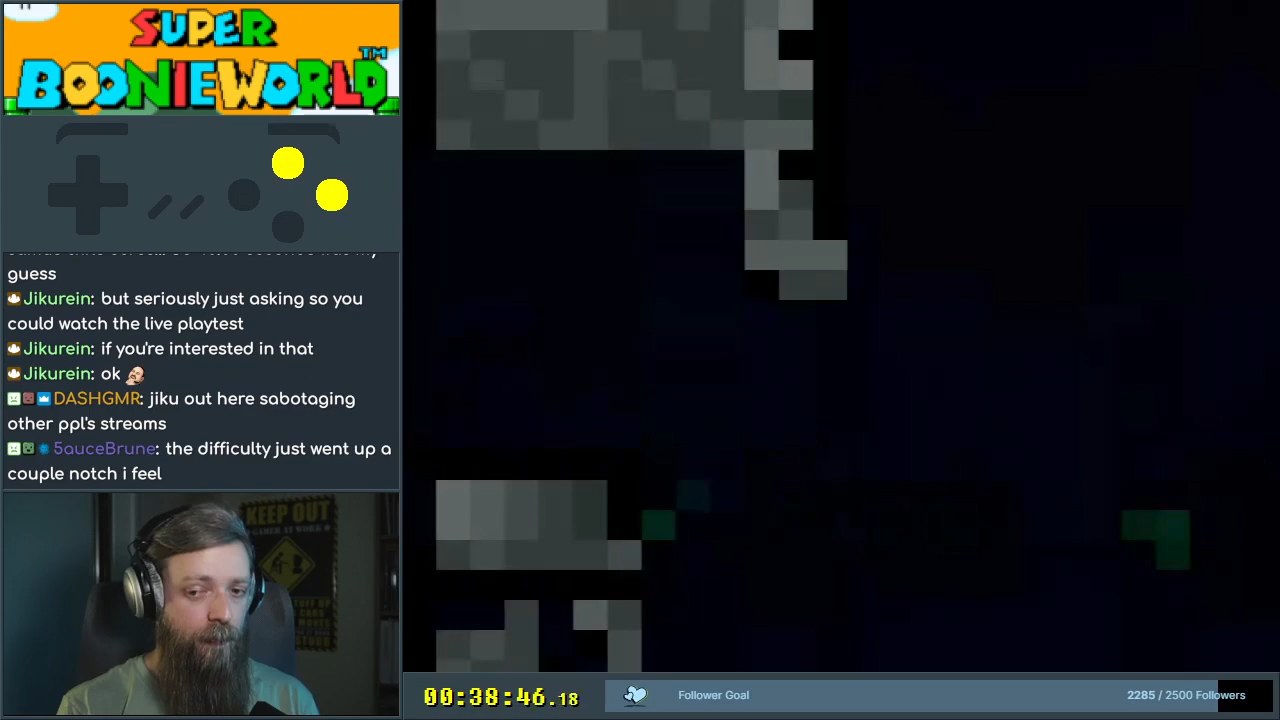 SUPER
BOONIEWORLD™
guess
Jikurein: but seriously just asking so you
could watch the live playtest
Jikurein: if you're interested in that
Jikurein: ok
DASHGMR: jiku out here sabotaging
other ppl's streams
5auceBrune: the difficulty just went up a
couple notch i feel
KEEP OUT
00:38:46.18
Follower Goal
2285 / 2500 Followers